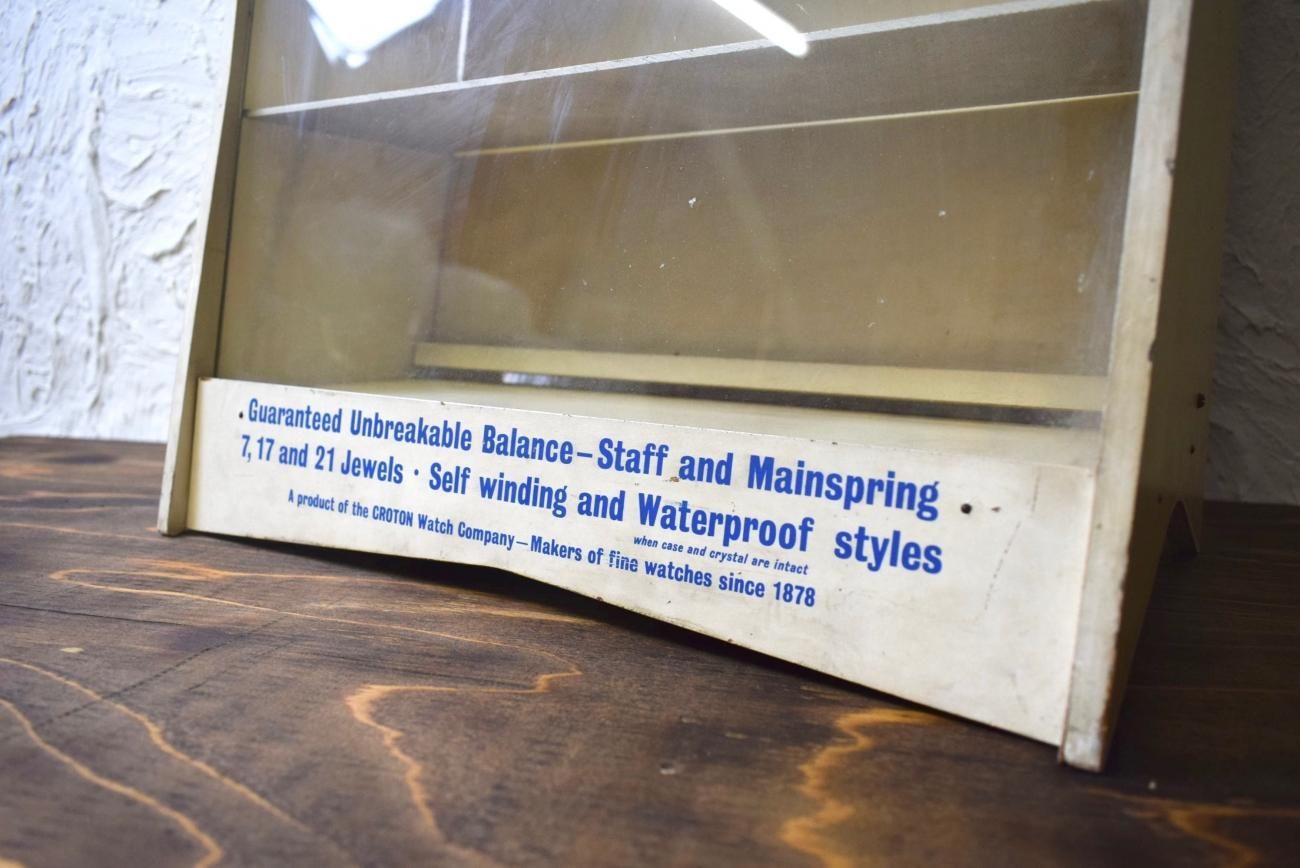 Guaranteed Unbreakable Balance–Staff and Mainspring
7, 17 and 21 Jewels · Self winding and Waterproof styles
when case and crystal are intact
A product of the CROTON Watch Company—Makers of fine watches since 1878